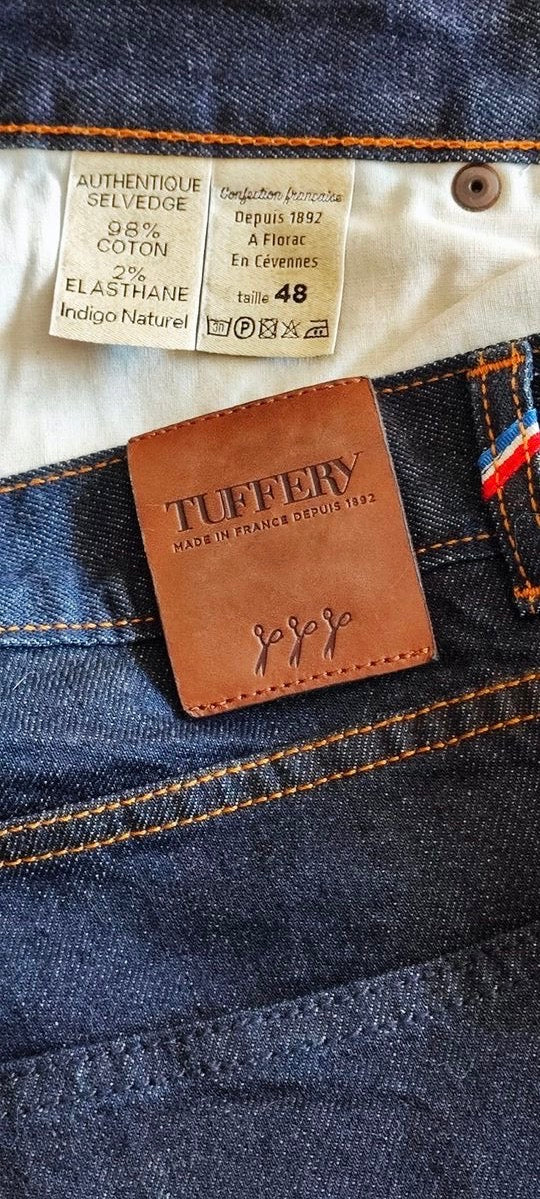 AUTHENTIQUE
SELVEDGE
98%
COTON
2%
ELASTHANE
Indigo Naturel
Confection française
Depuis 1892
A Florac
En Cévennes
taille 48
30 P
TUFFERY
MADE IN FRANCE DEPUIS 1892